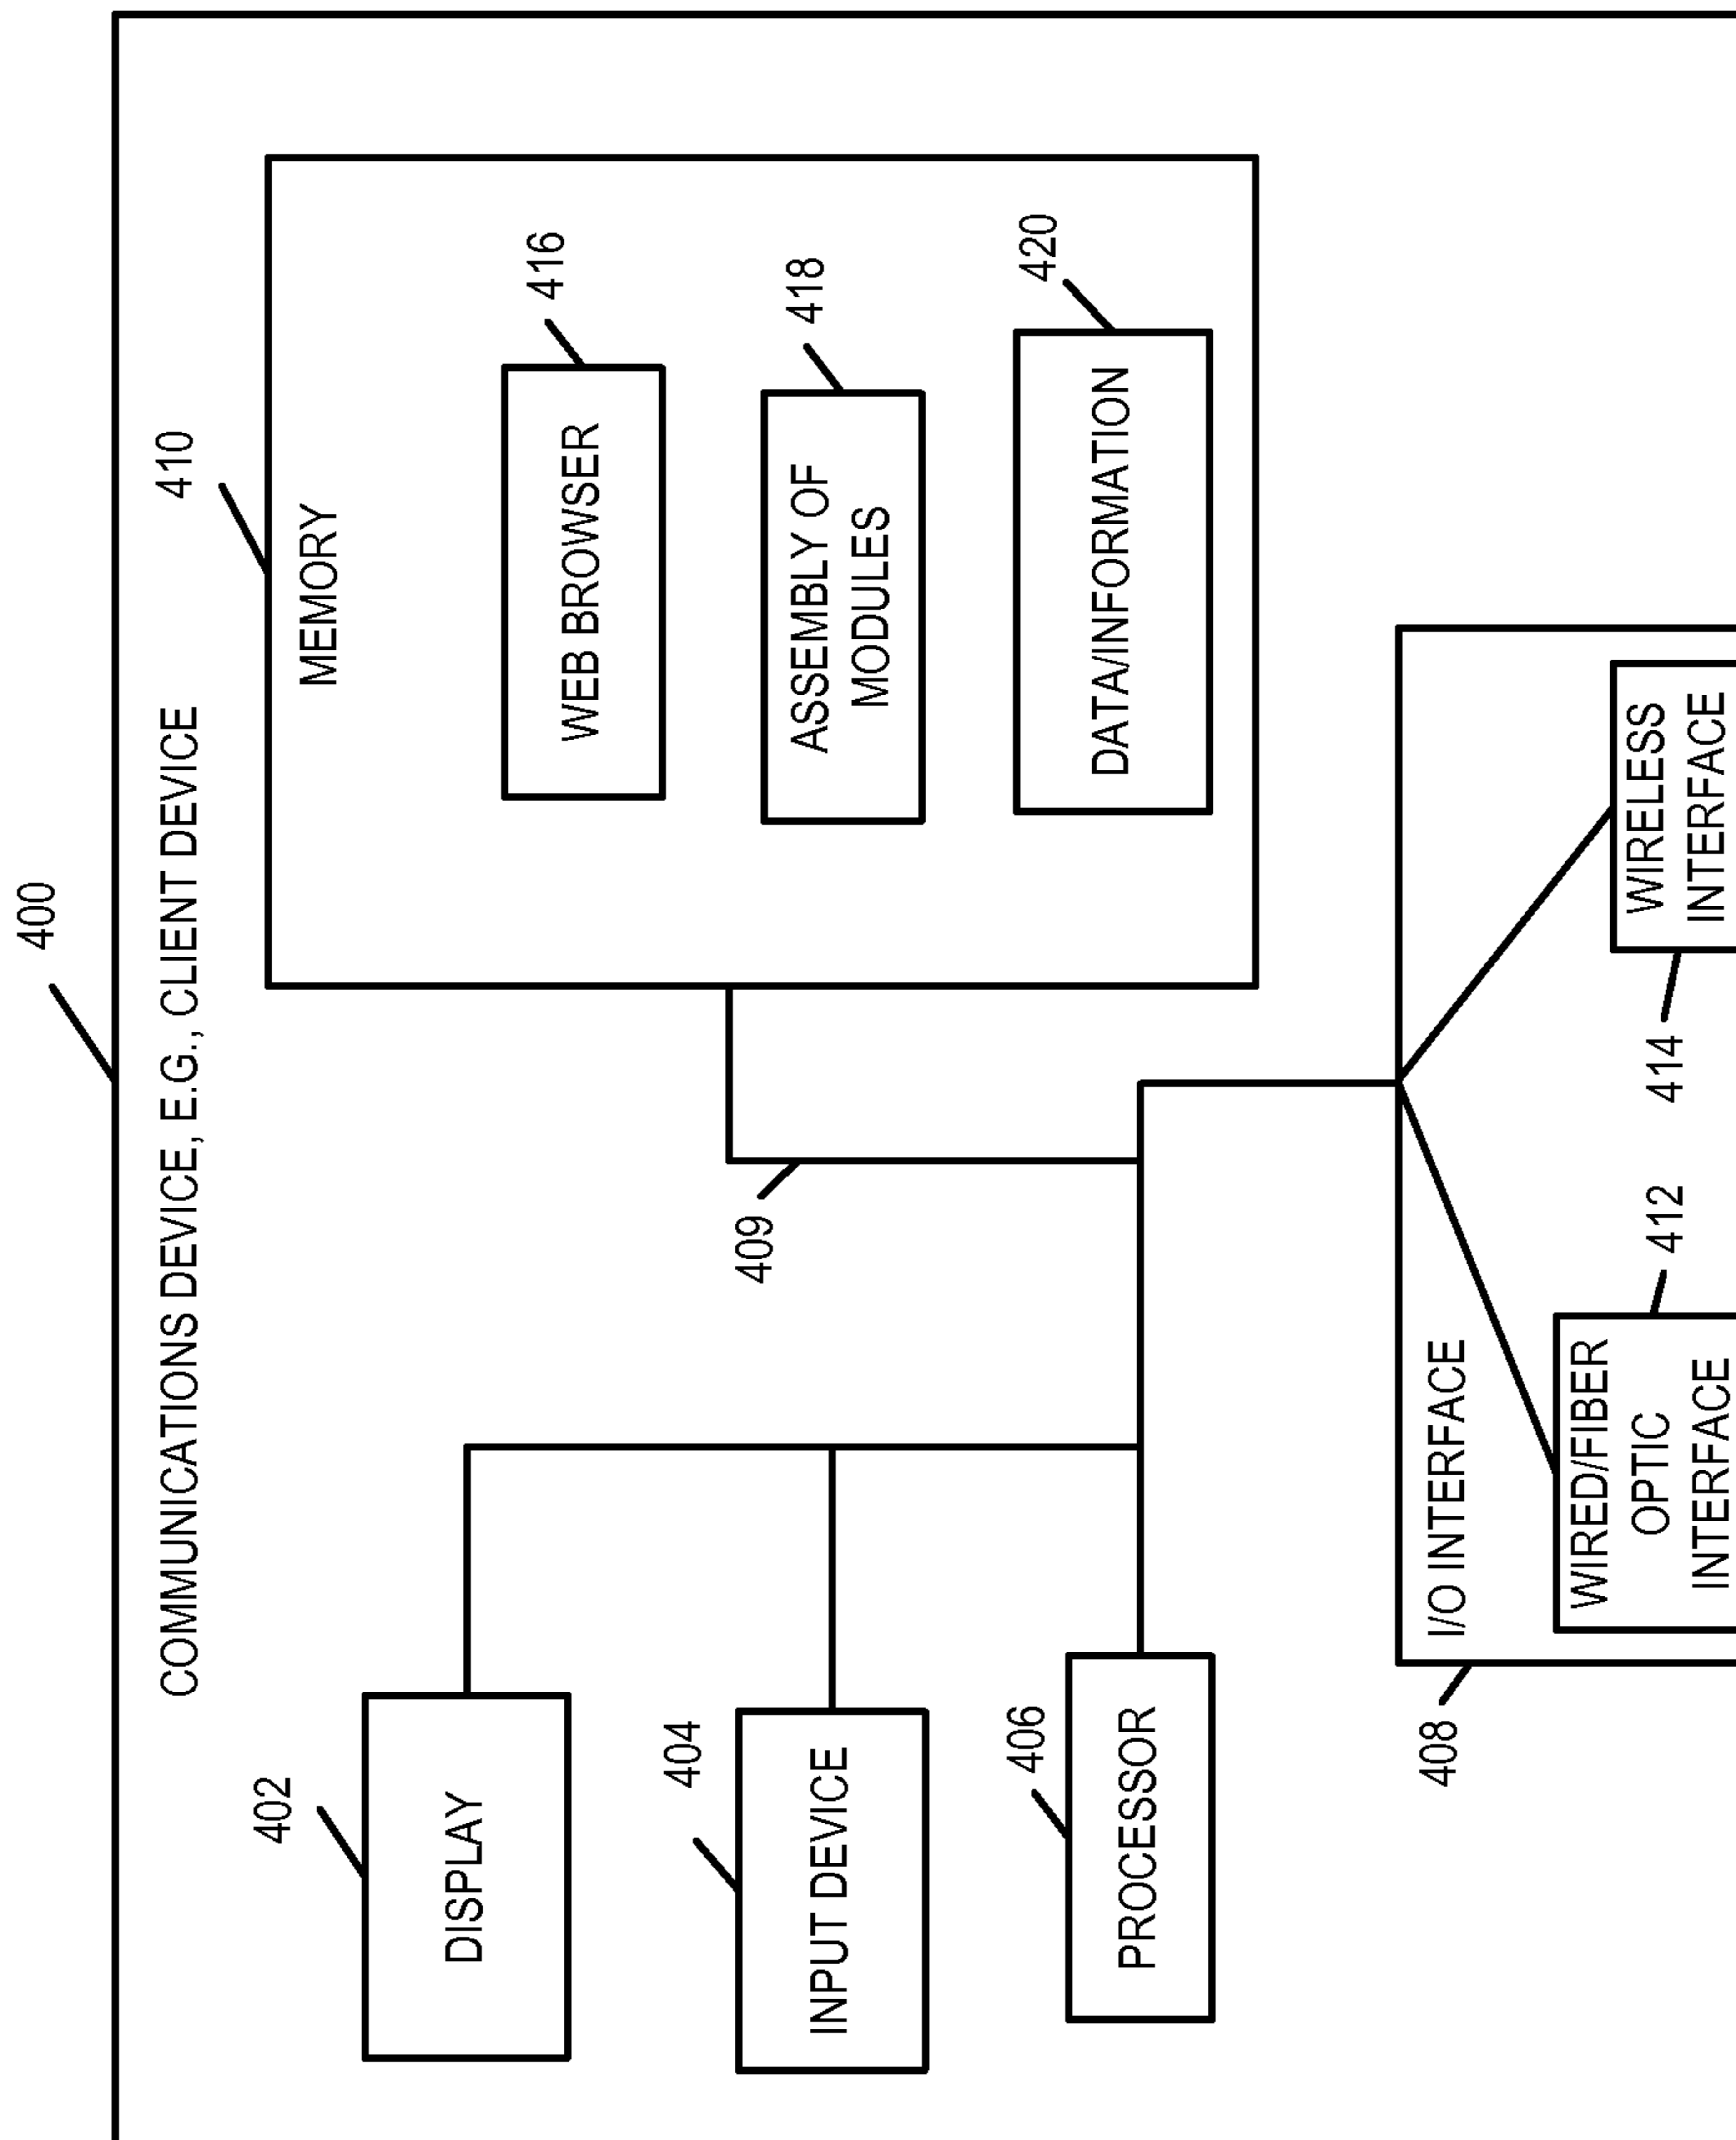 400
COMMUNICATIONS DEVICE, E.G., CLIENT DEVICE
402
DISPLAY
404
INPUT DEVICE
406
PROCESSOR
409
410
MEMORY
416
WEB BROWSER
418
ASSEMBLY OF
MODULES
420
DATA/INFORMATION
408
I/O INTERFACE
412
WIRED/FIBER
OPTIC
INTERFACE
414
WIRELESS
INTERFACE